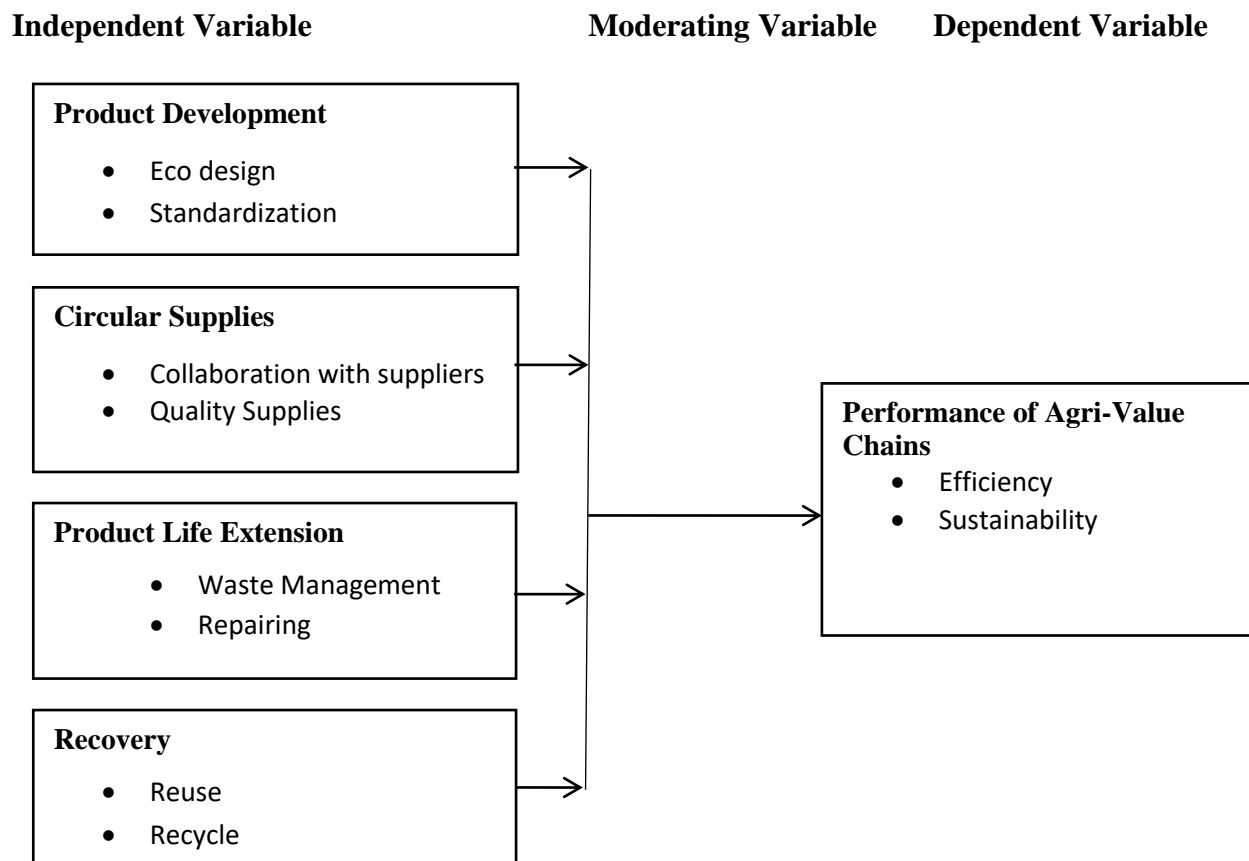 Independent Variable
Moderating Variable
Dependent Variable
Product Development
• Eco design
• Standardization
Circular Supplies
• Collaboration with suppliers
• Quality Supplies
Product Life Extension
• Waste Management
• Repairing
Recovery
• Reuse
• Recycle
Performance of Agri-Value
Chains
• Efficiency
• Sustainability